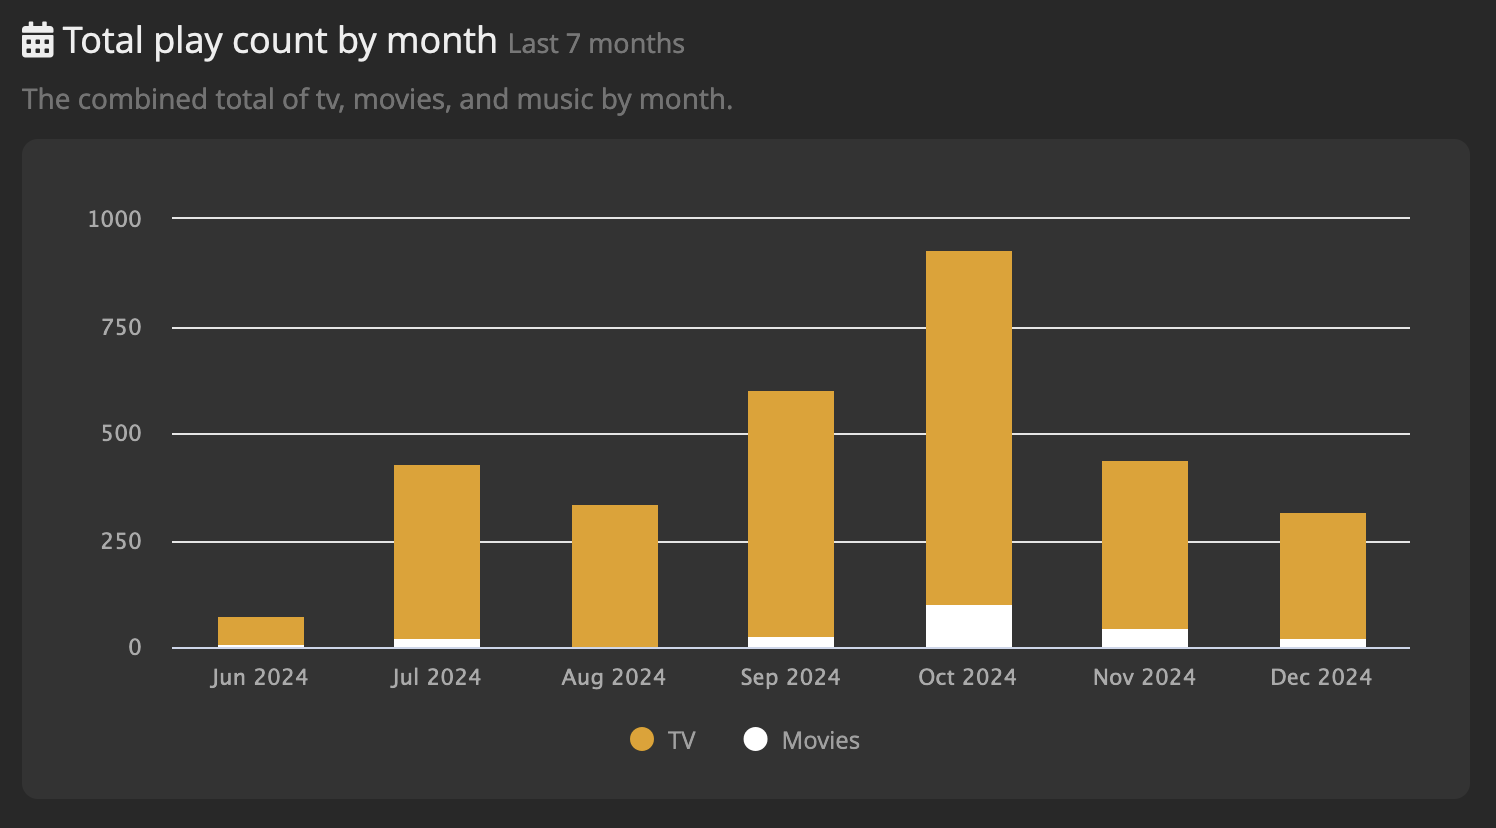 Total play count by month Last 7 months
The combined total of tv, movies, and music by month.
1000
750
500
250
0
Jun 2024 Jul 2024 Aug 2024 Sep 2024 Oct 2024 Nov 2024 Dec 2024
TV Movies